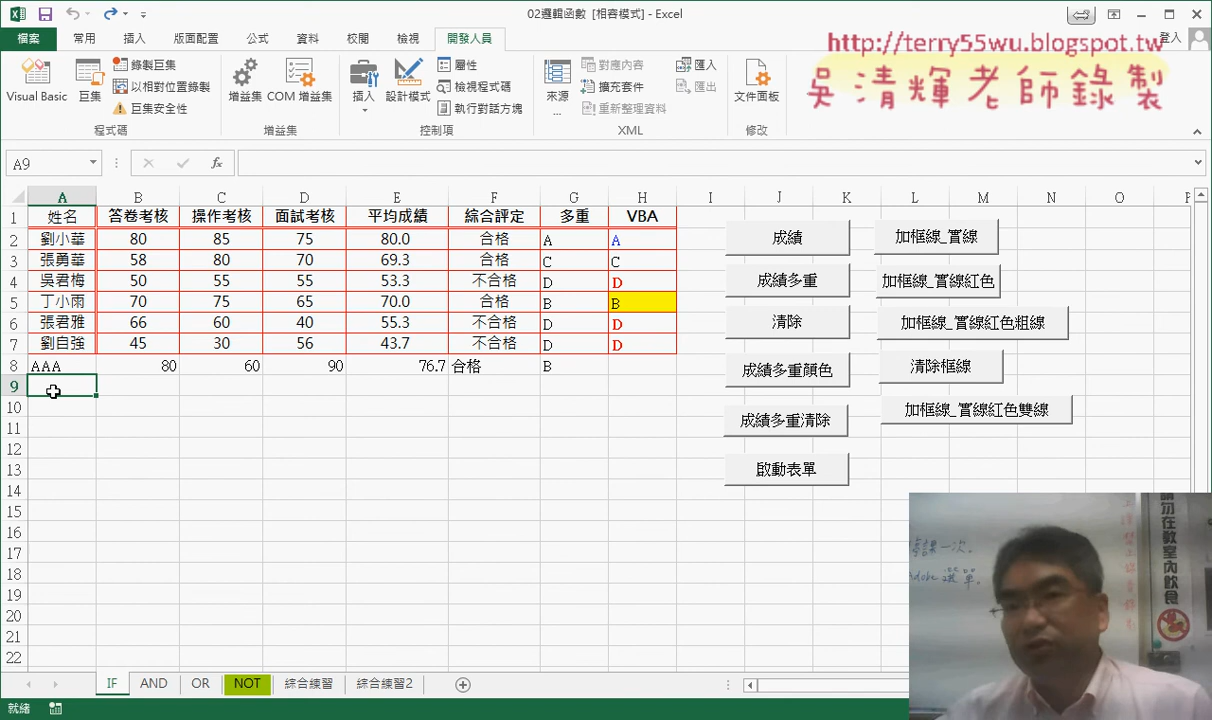 02邏輯函數 [相容模式] - Excel
檔案 常用 插入 版面配置 公式 資料 校閱 檢視 開發人員 登入
http://terry55wu.blogspot.tw
吳清輝老師錄製
Visual Basic 巨集 錄製巨集 以相對位置錄製 巨集安全性 程式碼
增益集 COM 增益集 增益集
插入 設計模式 屬性 檢視程式碼 執行對話方塊 控制項
來源 ... 對應內容 擴充套件 重新整理資料 匯入 匯出 XML
文件面板 修改
A9 fx
A B C D E F G H I J K L M N O P
1 姓名 答卷考核 操作考核 面試考核 平均成績 綜合評定 多重 VBA
2 劉小華 80 85 75 80.0 合格 A A
3 張勇華 58 80 70 69.3 合格 C C
4 吳君梅 50 55 55 53.3 不合格 D D
5 丁小雨 70 75 65 70.0 合格 B B
6 張君雅 66 60 40 55.3 不合格 D D
7 劉自強 45 30 56 43.7 不合格 D D
8 AAA 80 60 90 76.7 合格 B
9
10
11
12
13
14
15
16
17
18
19
20
21
22
成績 加框線_實線
成績多重 加框線_實線紅色
清除 加框線_實線紅色粗線
成績多重顏色 清除框線
成績多重清除 加框線_實線紅色雙線
啟動表單
請勿在教室內飲食
IF AND OR NOT 綜合練習 綜合練習2
就緒